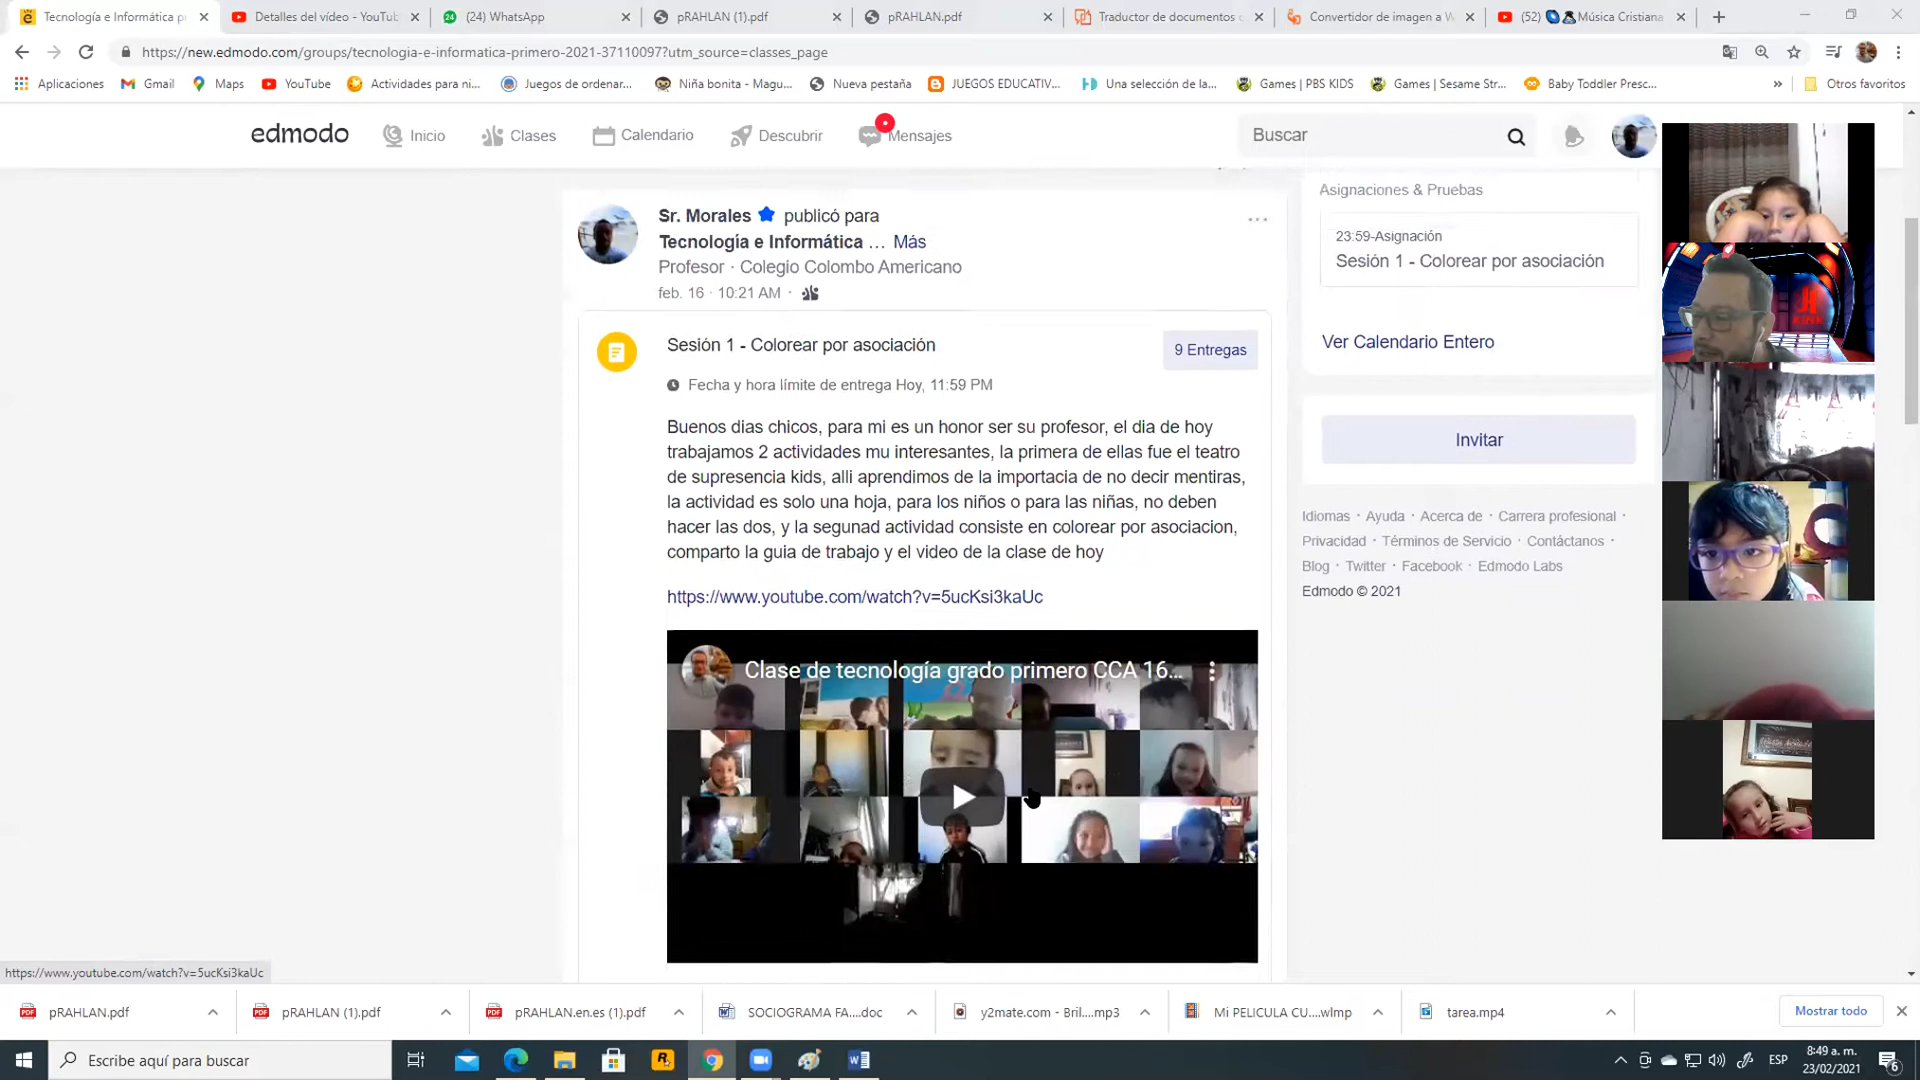 Tecnología e Informática pr
Detalles del vídeo - YouTub
(24) WhatsApp
pRAHLAN (1).pdf
pRAHLAN.pdf
Traductor de documentos
Convertidor de imagen a W
(52) Música Cristiana
https://new.edmodo.com/groups/tecnologia-e-informatica-primero-2021-37110097?utm_source=classes_page
Aplicaciones
Gmail
Maps
YouTube
Actividades para ni...
Juegos de ordenar...
Niña bonita - Magu...
Nueva pestaña
JUEGOS EDUCATIV...
Una selección de la...
Games | PBS KIDS
Games | Sesame Str...
Baby Toddler Presc...
»
Otros favoritos
edmodo
Inicio
Clases
Calendario
Descubrir
Mensajes
Buscar
Sr. Morales publicó para
Tecnología e Informática ... Más
Profesor · Colegio Colombo Americano
feb. 16 · 10:21 AM ·
Sesión 1 - Colorear por asociación
9 Entregas
Fecha y hora límite de entrega Hoy, 11:59 PM
Buenos dias chicos, para mi es un honor ser su profesor, el dia de hoy
trabajamos 2 actividades mu interesantes, la primera de ellas fue el teatro
de supresencia kids, alli aprendimos de la importacia de no decir mentiras,
la actividad es solo una hoja, para los niños o para las niñas, no deben
hacer las dos, y la segunad actividad consiste en colorear por asociacion,
comparto la guia de trabajo y el video de la clase de hoy
https://www.youtube.com/watch?v=5ucKsi3kaUc
Clase de tecnología grado primero CCA 16...
Asignaciones & Pruebas
23:59-Asignación
Sesión 1 - Colorear por asociación
Ver Calendario Entero
Invitar
Idiomas · Ayuda · Acerca de · Carrera profesional ·
Privacidad · Términos de Servicio · Contáctanos ·
Blog · Twitter · Facebook · Edmodo Labs
Edmodo © 2021
https://www.youtube.com/watch?v=5ucKsi3kaUc
pRAHLAN.pdf
pRAHLAN (1).pdf
pRAHLAN.en.es (1).pdf
SOCIOGRAMA FA....doc
y2mate.com - Bril....mp3
Mi PELICULA CU....wlmp
tarea.mp4
Mostrar todo
Escribe aquí para buscar
ESP
8:49 a. m.
23/02/2021
6